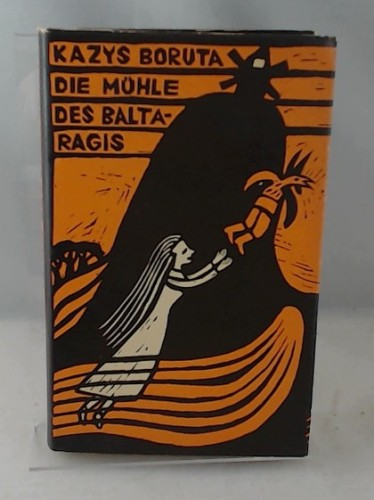 KAZYS BORUTA
DIE MÜHLE
DES BALTA-
RAGIS